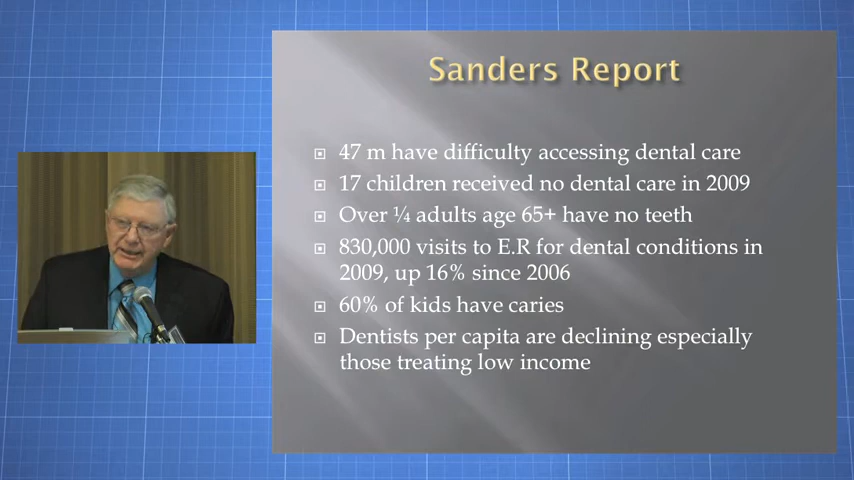 Sanders Report
47 m have difficulty accessing dental care
17 children received no dental care in 2009
Over ¼ adults age 65+ have no teeth
830,000 visits to E.R for dental conditions in
2009, up 16% since 2006
60% of kids have caries
Dentists per capita are declining especially
those treating low income